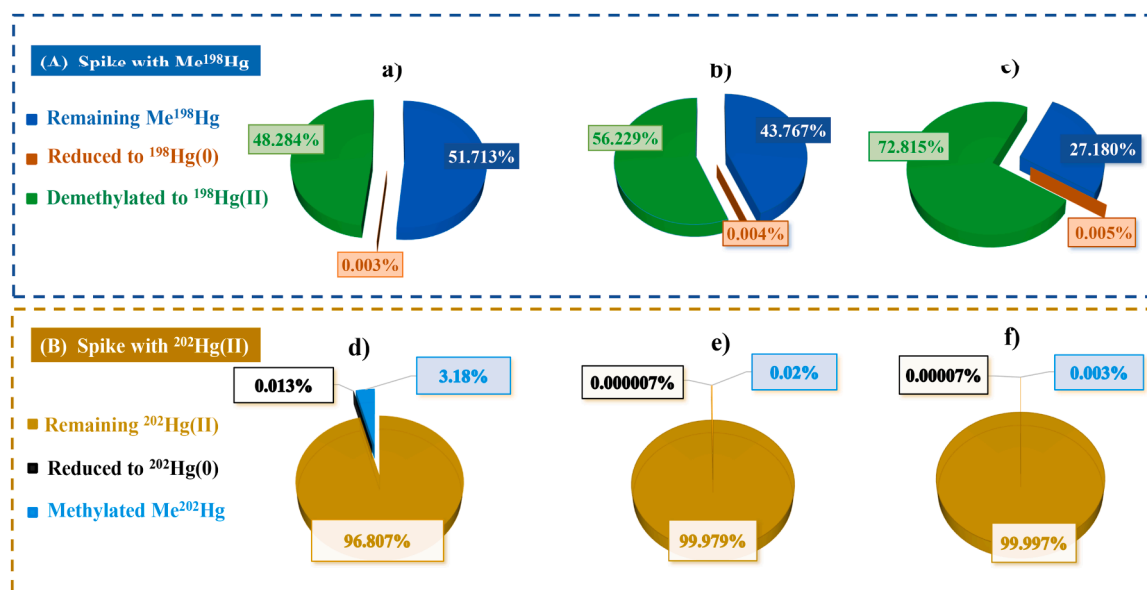 (A) Spike with Me¹⁹⁸Hg
a)
b)
c)
Remaining Me¹⁹⁸Hg
Reduced to ¹⁹⁸Hg(0)
Demethylated to ¹⁹⁸Hg(II)
48.284%
51.713%
0.003%
56.229%
43.767%
0.004%
72.815%
27.180%
0.005%
(B) Spike with ²⁰²Hg(II)
d)
e)
f)
Remaining ²⁰²Hg(II)
Reduced to ²⁰²Hg(0)
Methylated Me²⁰²Hg
0.013%
3.18%
96.807%
0.000007%
0.02%
99.979%
0.00007%
0.003%
99.997%